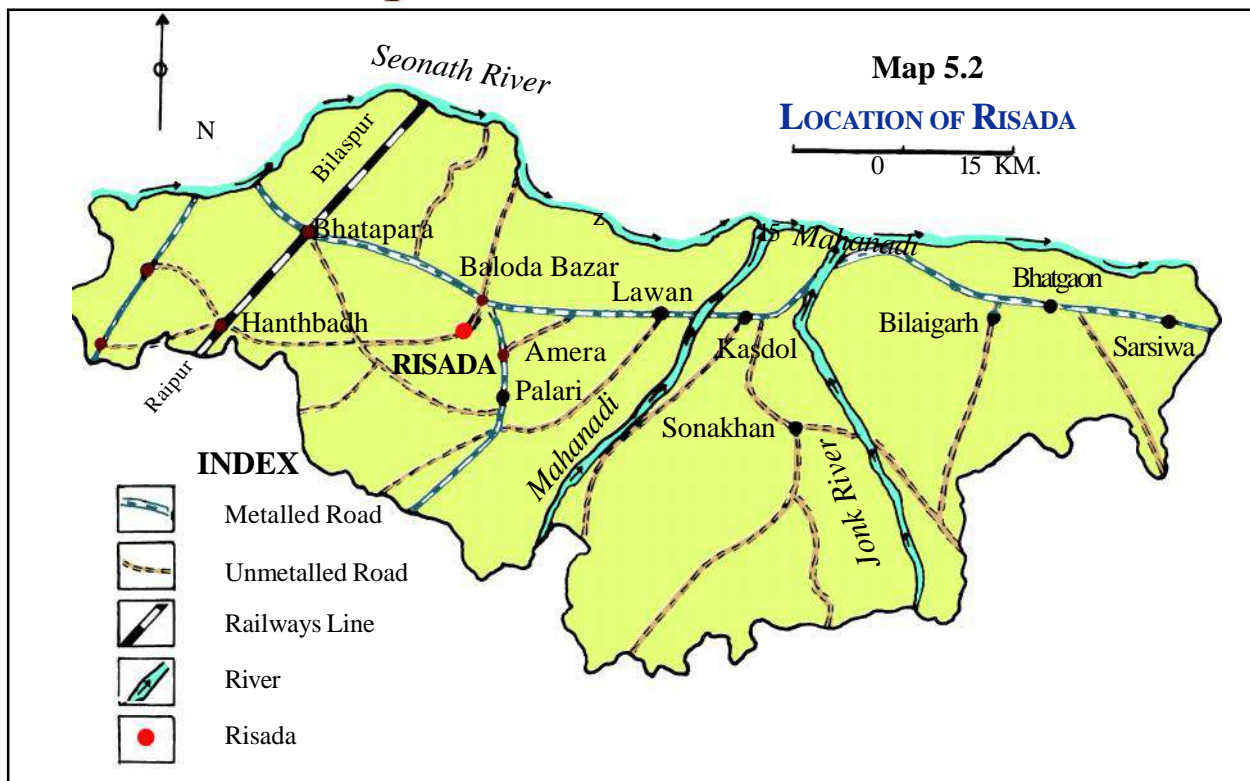 Map 5.2
LOCATION OF RISADA
0 15 KM.
N
Seonath River
Bilaspur
Bhatapara
z
15 Mahanadi
Baloda Bazar
Lawan
Bhatgaon
Hanthbadh
Bilaigarh
RISADA
Amera
Kasdol
Sarsiwa
Raipur
Palari
Mahanadi
Sonakhan
Jonk River
INDEX
Metalled Road
Unmetalled Road
Railways Line
River
Risada